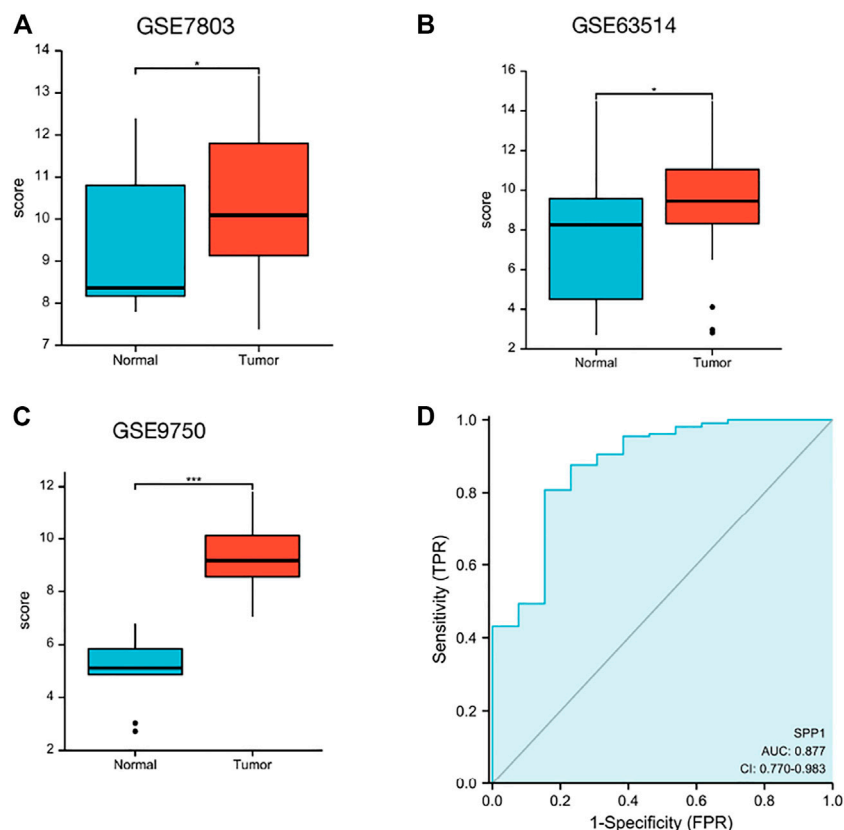 A
GSE7803
14
13
12
11
10
9
8
7
score
*
Normal
Tumor
B
GSE63514
16
14
12
10
8
6
4
2
score
*
Normal
Tumor
C
GSE9750
12
10
8
6
4
2
score
***
Normal
Tumor
D
1.0
0.8
0.6
0.4
0.2
0.0
Sensitivity (TPR)
SPP1
AUC: 0.877
CI: 0.770-0.983
0.0
0.2
0.4
0.6
0.8
1.0
1-Specificity (FPR)